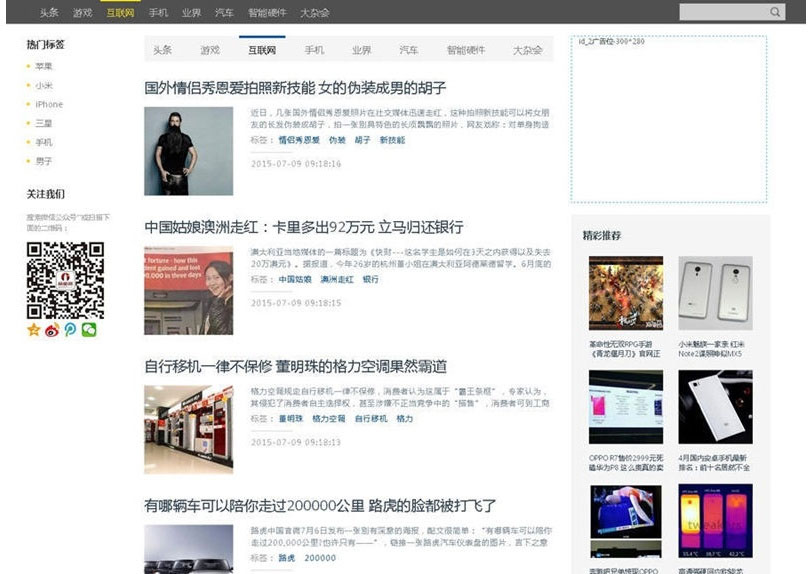 头条 游戏 互联网 手机 业界 汽车 智能硬件 大杂会
热门标签
苹果
小米
iPhone
三星
手机
男子
关注我们
搜索微信公众号""或扫描下
面的二维码:
头条 游戏 互联网 手机 业界 汽车 智能硬件 大杂会
国外情侣秀恩爱拍照新技能 女的伪装成男的胡子
近日,几张国外情侣秀恩爱照片在社交媒体迅速走红,这种拍照新技能可以将女朋
友的长发伪装成胡子,拍一张别具特色的长须飘飘的照片,网友戏称:对单身狗造
标签: 情侣秀恩爱 伪装 胡子 新技能
2015-07-09 09:18:16
中国姑娘澳洲走红:卡里多出92万元 立马归还银行
澳大利亚当地媒体的一篇标题为《快财---这名学生是如何在3天之内获得以及失去
20万澳元》。据报道,今年26岁的杭州董小姐在澳大利亚阿德莱德留学。6月底的
标签: 中国姑娘 澳洲走红 银行
2015-07-09 09:18:15
自行移机一律不保修 董明珠的格力空调果然霸道
格力空调规定自行移机一律不保修,消费者认为这属于"霸王条框",专家认为,
其侵犯了消费者自主选择权,甚至涉嫌不正当竞争中的"搭售",消费者可到工商
标签: 董明珠 格力空调 自行移机 格力
2015-07-09 09:18:13
有哪辆车可以陪你走过200000公里 路虎的脸都被打飞了
路虎中国官微7月6日发布一张别有深意的海报,配文很简单:"有哪辆车可以陪你
走过200,000公里?也许只有——",链接一张路虎汽车仪表盘的图片,言下之意
标签: 路虎 200000
id_2广告位-300*280
精彩推荐
革命性无双RPG手游
《青龙偃月刀》官网正
小米魅族一家亲 红米
Note2谍照神似MX5
OPPO R7售价2999元死
磕华为P8 这么贵真的卖
4月国内安卓手机最新
排名:前十名居然不全
tweakers
55,4°C 38,7°C 62,2°C